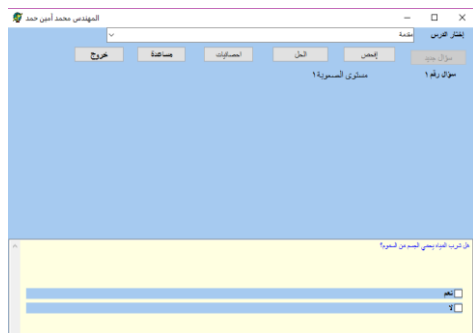 المهندس محمد أمين حمد
إختار الدرس مقدمة
سؤال جديد إفحص الحل احصائيات مساعدة خروج
سؤال رقم ١ مستوى الصعوبة ١
هل شرب المياه يحمي الجسم من السموم؟
نعم
لا